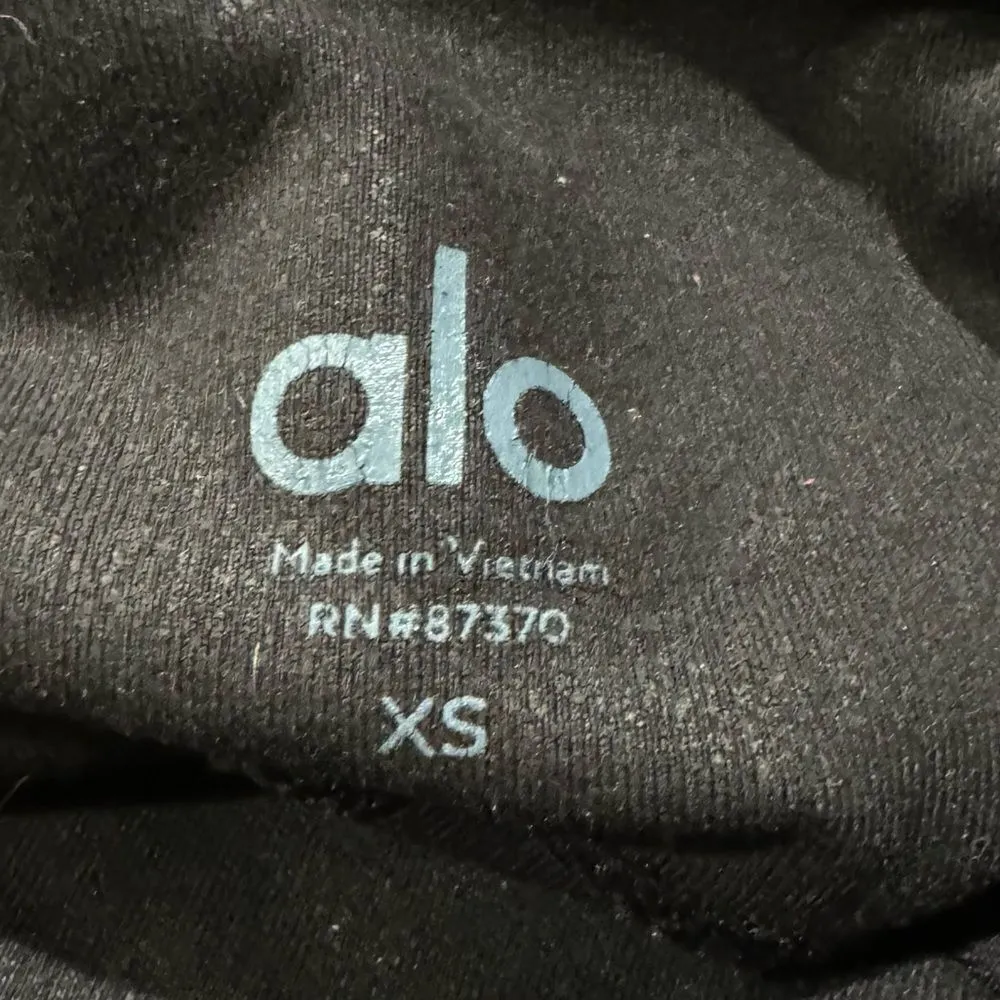 alo
Made in Vietnam
RN#87370
XS